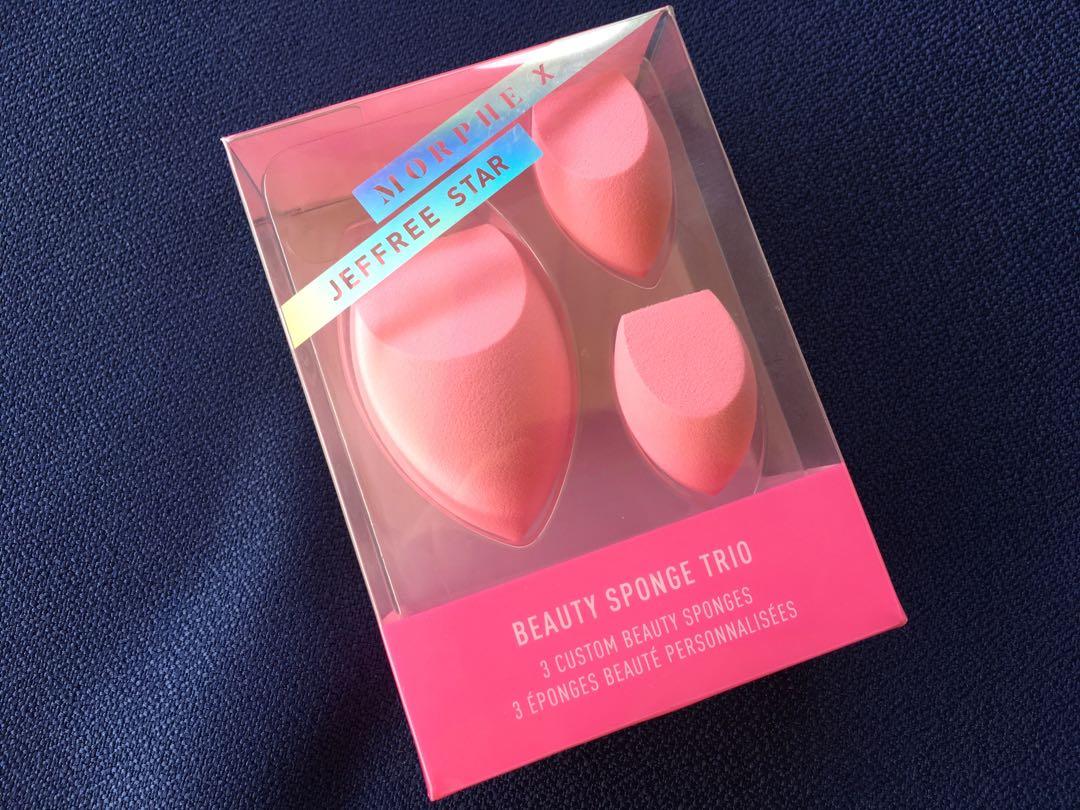 MORPHE X
JEFFREE STAR
BEAUTY SPONGE TRIO
3 CUSTOM BEAUTY SPONGES
3 ÉPONGES BEAUTÉ PERSONNALISÉES